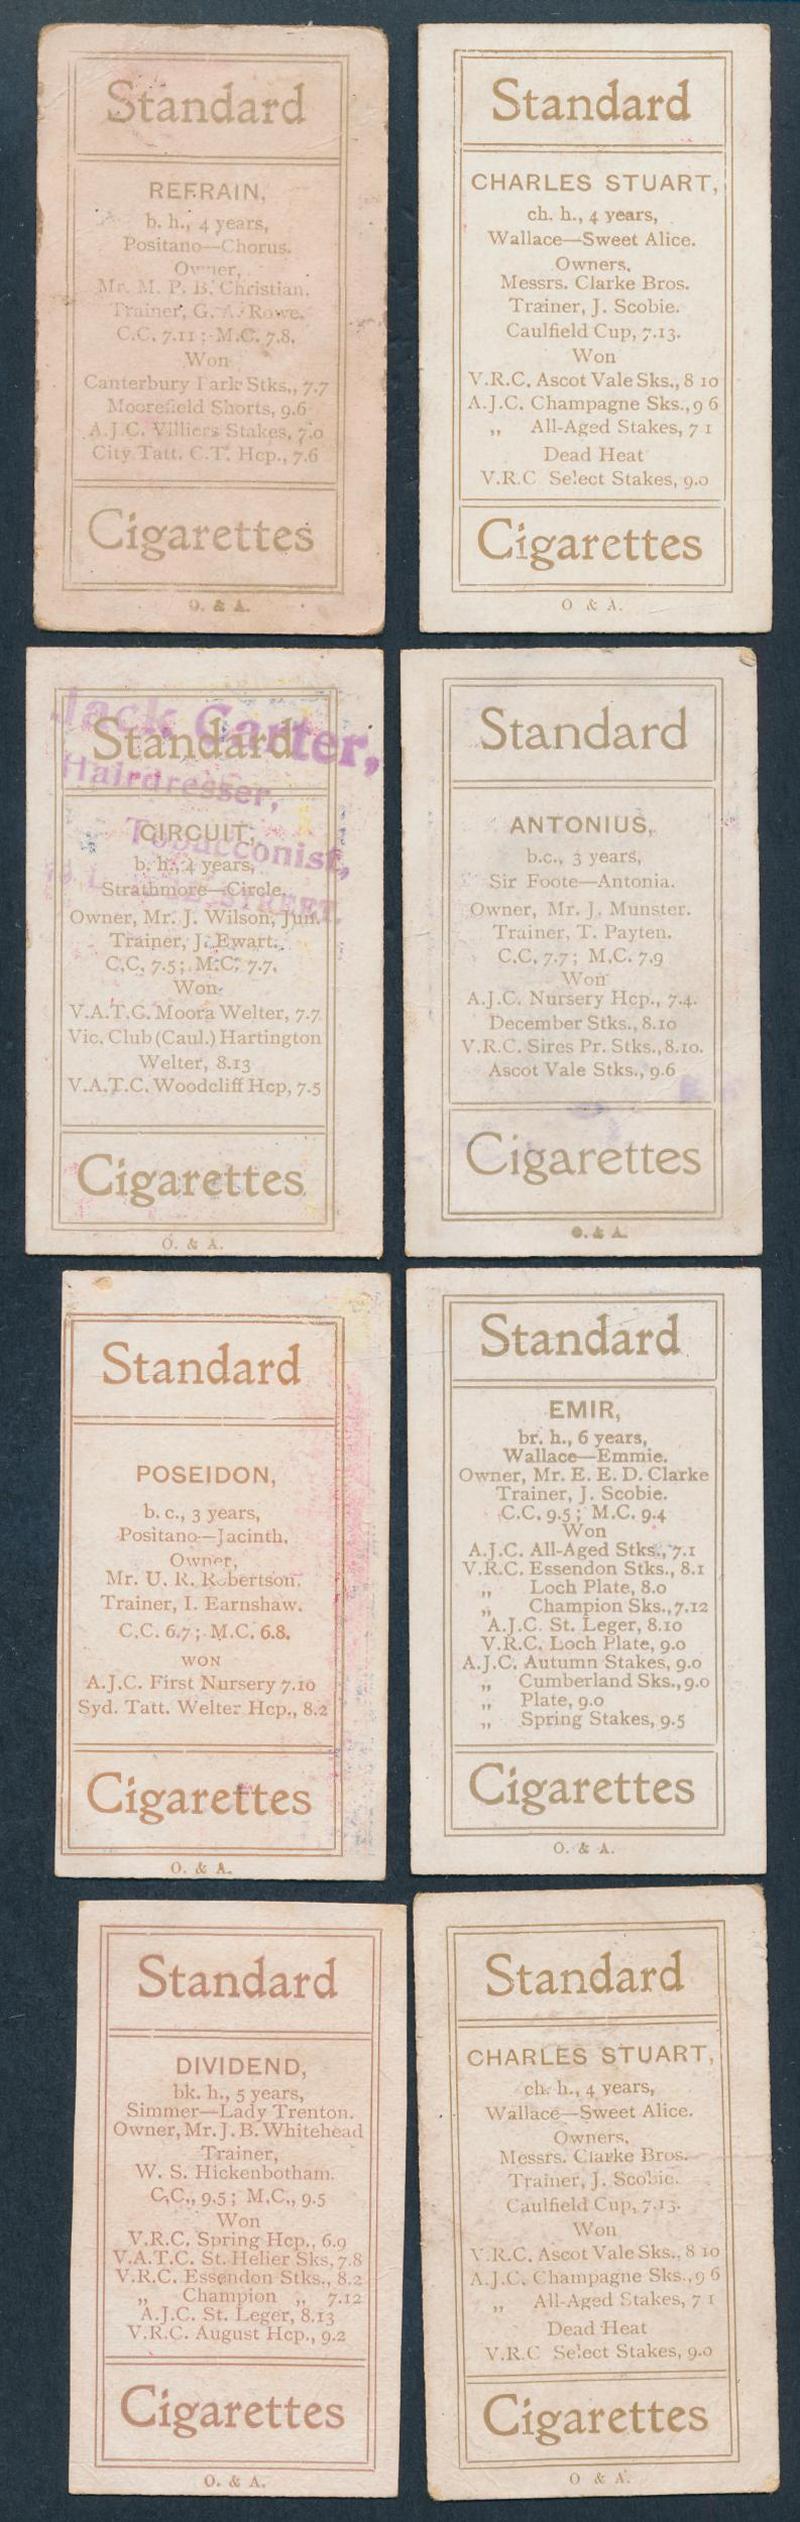 Standard
REFRAIN,
b. h., 4 years,
Positano—Chorus.
Owner,
Mr. M. P. B. Christian.
Trainer, G. A. Rowe.
C.C. 7.11; M.C. 7.8.
Won
Canterbury Park Stks., 7.7
Moorefield Shorts, 9.6
A.J.C. Villiers Stakes, 7.0
City Tatt. C.T. Hcp., 7.6
Cigarettes
O. & A.
Standard
CHARLES STUART,
ch. h., 4 years,
Wallace—Sweet Alice.
Owners,
Messrs. Clarke Bros.
Trainer, J. Scobie.
Caulfield Cup, 7.13.
Won
V.R.C. Ascot Vale Sks., 8 10
A.J.C. Champagne Sks., 9 6
„ All-Aged Stakes, 7 1
Dead Heat
V.R.C Select Stakes, 9.0
Cigarettes
O & A.
Jack Carter,
Hairdresser,
Tobacconist,
STREET.
Standard
CIRCUIT,
b. h., 4 years,
Strathmore—Circle.
Owner, Mr. J. Wilson, Jun.
Trainer, J. Ewart.
C.C. 7.5; M.C. 7.7.
Won
V.A.T.C. Moora Welter, 7.7
Vic. Club (Caul.) Hartington
Welter, 8.13
V.A.T.C. Woodcliff Hcp, 7.5
Cigarettes
O. & A.
Standard
ANTONIUS,
b.c., 3 years,
Sir Foote—Antonia.
Owner, Mr. J. Munster.
Trainer, T. Payten.
C.C. 7.7; M.C. 7.9
Won
A.J.C. Nursery Hcp., 7.4.
December Stks., 8.10
V.R.C. Sires Pr. Stks., 8.10.
Ascot Vale Stks., 9.6
Cigarettes
O. & A.
Standard
POSEIDON,
b. c., 3 years,
Positano—Jacinth.
Owner,
Mr. U. R. Robertson.
Trainer, I. Earnshaw.
C.C. 6.7; M.C. 6.8.
WON
A.J.C. First Nursery 7.10
Syd. Tatt. Welter Hcp., 8.2
Cigarettes
O. & A.
Standard
EMIR,
br. h., 6 years,
Wallace—Emmie.
Owner, Mr. E. E. D. Clarke
Trainer, J. Scobie.
C.C. 9.5; M.C. 9.4
Won
A.J.C. All-Aged Stks., 7.1
V.R.C. Essendon Stks., 8.1
„ Loch Plate, 8.0
„ Champion Sks., 7.12
A.J.C. St. Leger, 8.10
V.R.C. Loch Plate, 9.0
A.J.C. Autumn Stakes, 9.0
„ Cumberland Sks., 9.0
„ Plate, 9.0
„ Spring Stakes, 9.5
Cigarettes
O. & A.
Standard
DIVIDEND,
bk. h., 5 years,
Simmer—Lady Trenton.
Owner, Mr. J. B. Whitehead
Trainer,
W. S. Hickenbotham.
C.C., 9.5; M.C., 9.5
Won
V.R.C. Spring Hcp., 6.9
V.A.T.C. St. Helier Sks, 7.8
V.R.C. Essendon Stks., 8.2
„ Champion „ 7.12
A.J.C. St. Leger, 8.13
V.R.C. August Hcp., 9.2
Cigarettes
O. & A.
Standard
CHARLES STUART,
ch. h., 4 years,
Wallace—Sweet Alice.
Owners,
Messrs. Clarke Bros.
Trainer, J. Scobie.
Caulfield Cup, 7.13.
Won
V.R.C. Ascot Vale Sks., 8 10
A.J.C. Champagne Sks., 9 6
„ All-Aged Stakes, 7 1
Dead Heat
V.R.C Select Stakes, 9.0
Cigarettes
O & A.